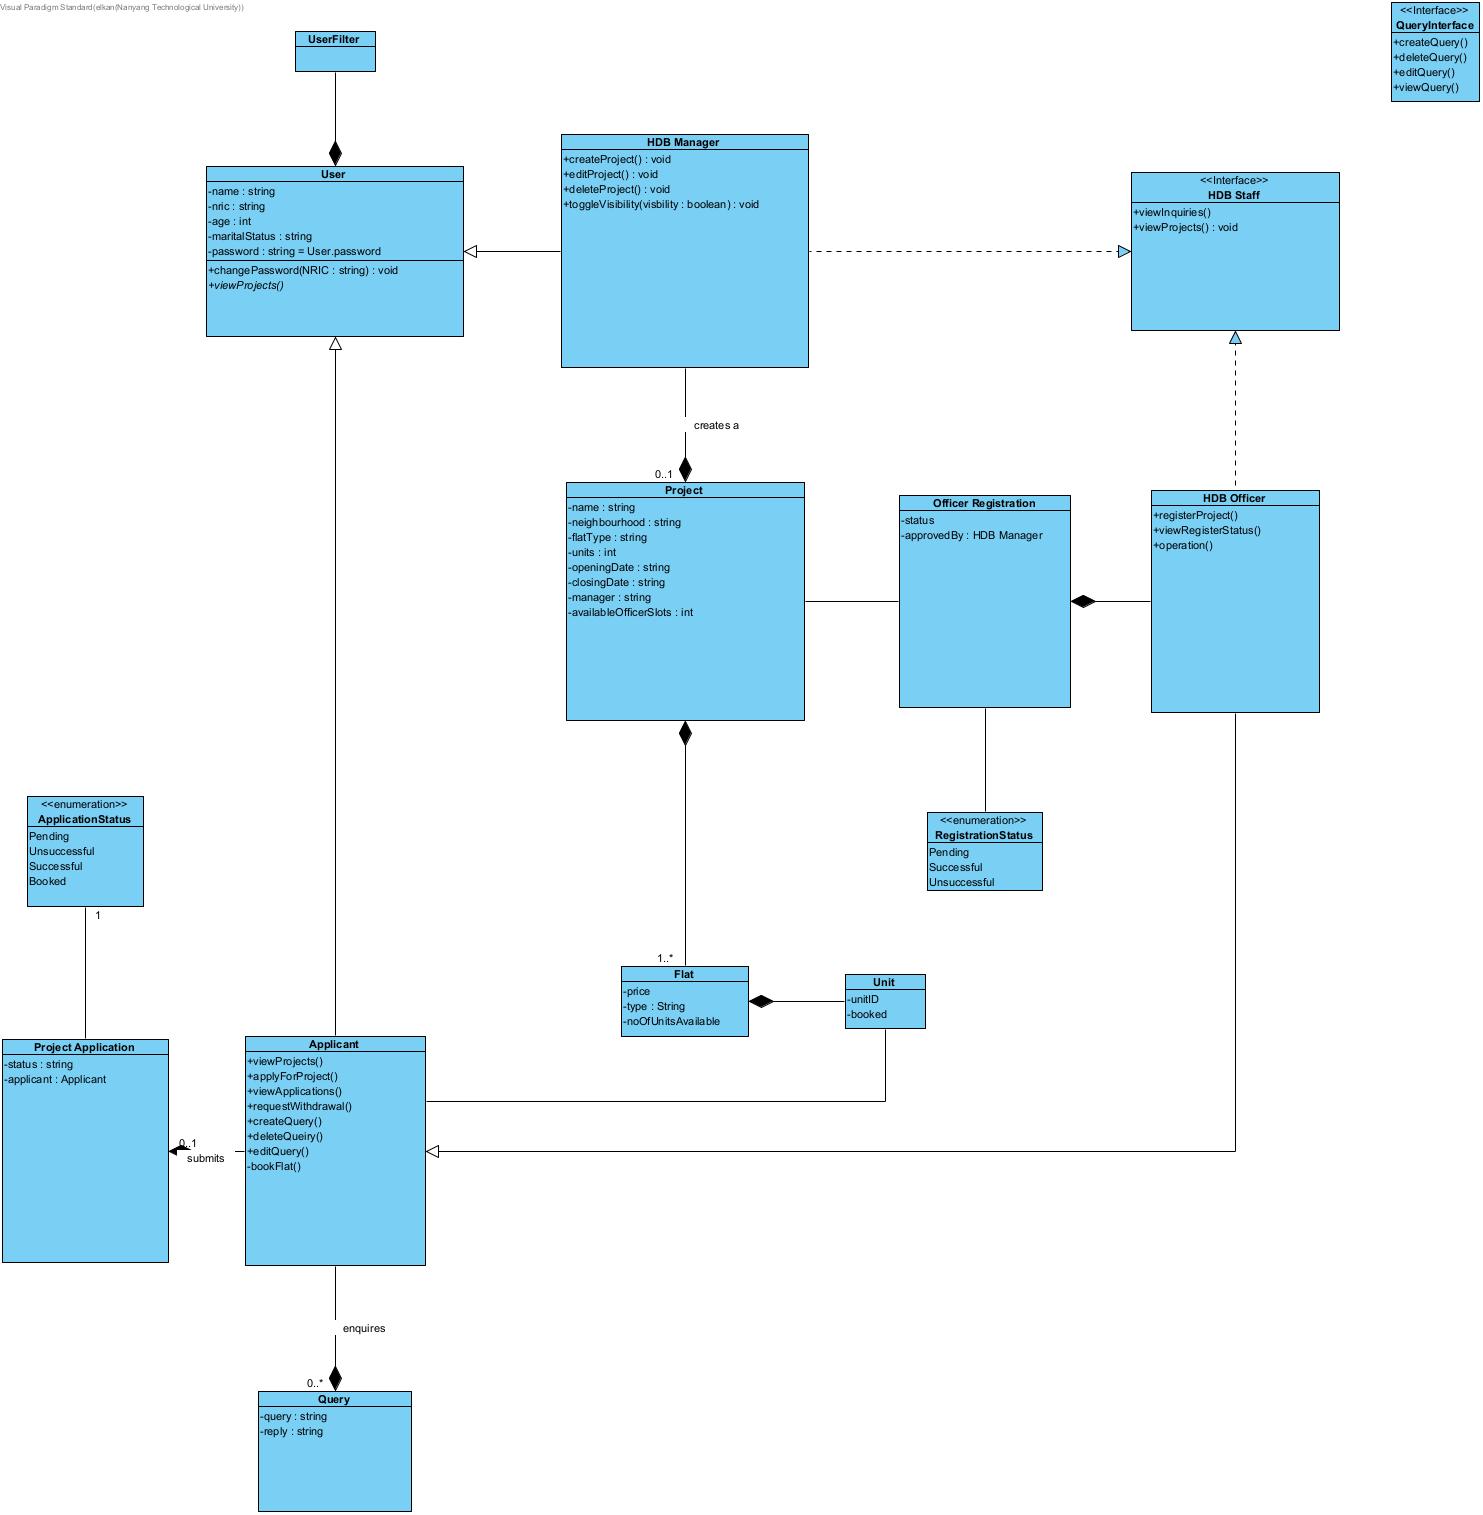 Visual Paradigm Standard(elkan(Nanyang Technological University))
<<Interface>>
QueryInterface
+createQuery()
+deleteQuery()
+editQuery()
+viewQuery()
UserFilter
HDB Manager
+createProject() : void
+editProject() : void
+deleteProject() : void
+toggleVisibility(visbility : boolean) : void
User
-name : string
-nric : string
-age : int
-maritalStatus : string
-password : string = User.password
+changePassword(NRIC : string) : void
+viewProjects()
<<Interface>>
HDB Staff
+viewInquiries()
+viewProjects() : void
creates a
0..1
Project
-name : string
-neighbourhood : string
-flatType : string
-units : int
-openingDate : string
-closingDate : string
-manager : string
-availableOfficerSlots : int
Officer Registration
-status
-approvedBy : HDB Manager
HDB Officer
+registerProject()
+viewRegisterStatus()
+operation()
<<enumeration>>
ApplicationStatus
Pending
Unsuccessful
Successful
Booked
1
<<enumeration>>
RegistrationStatus
Pending
Successful
Unsuccessful
1..*
Flat
-price
-type : String
-noOfUnitsAvailable
Unit
-unitID
-booked
Project Application
-status : string
-applicant : Applicant
Applicant
+viewProjects()
+applyForProject()
+viewApplications()
+requestWithdrawal()
+createQuery()
+deleteQueiry()
+editQuery()
-bookFlat()
0..1
submits
enquires
0..*
Query
-query : string
-reply : string